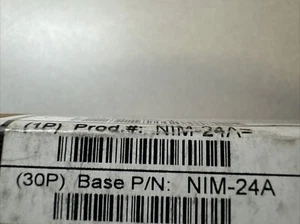 (1P) Prod.#: NIM-24A=
(30P) Base P/N: NIM-24A